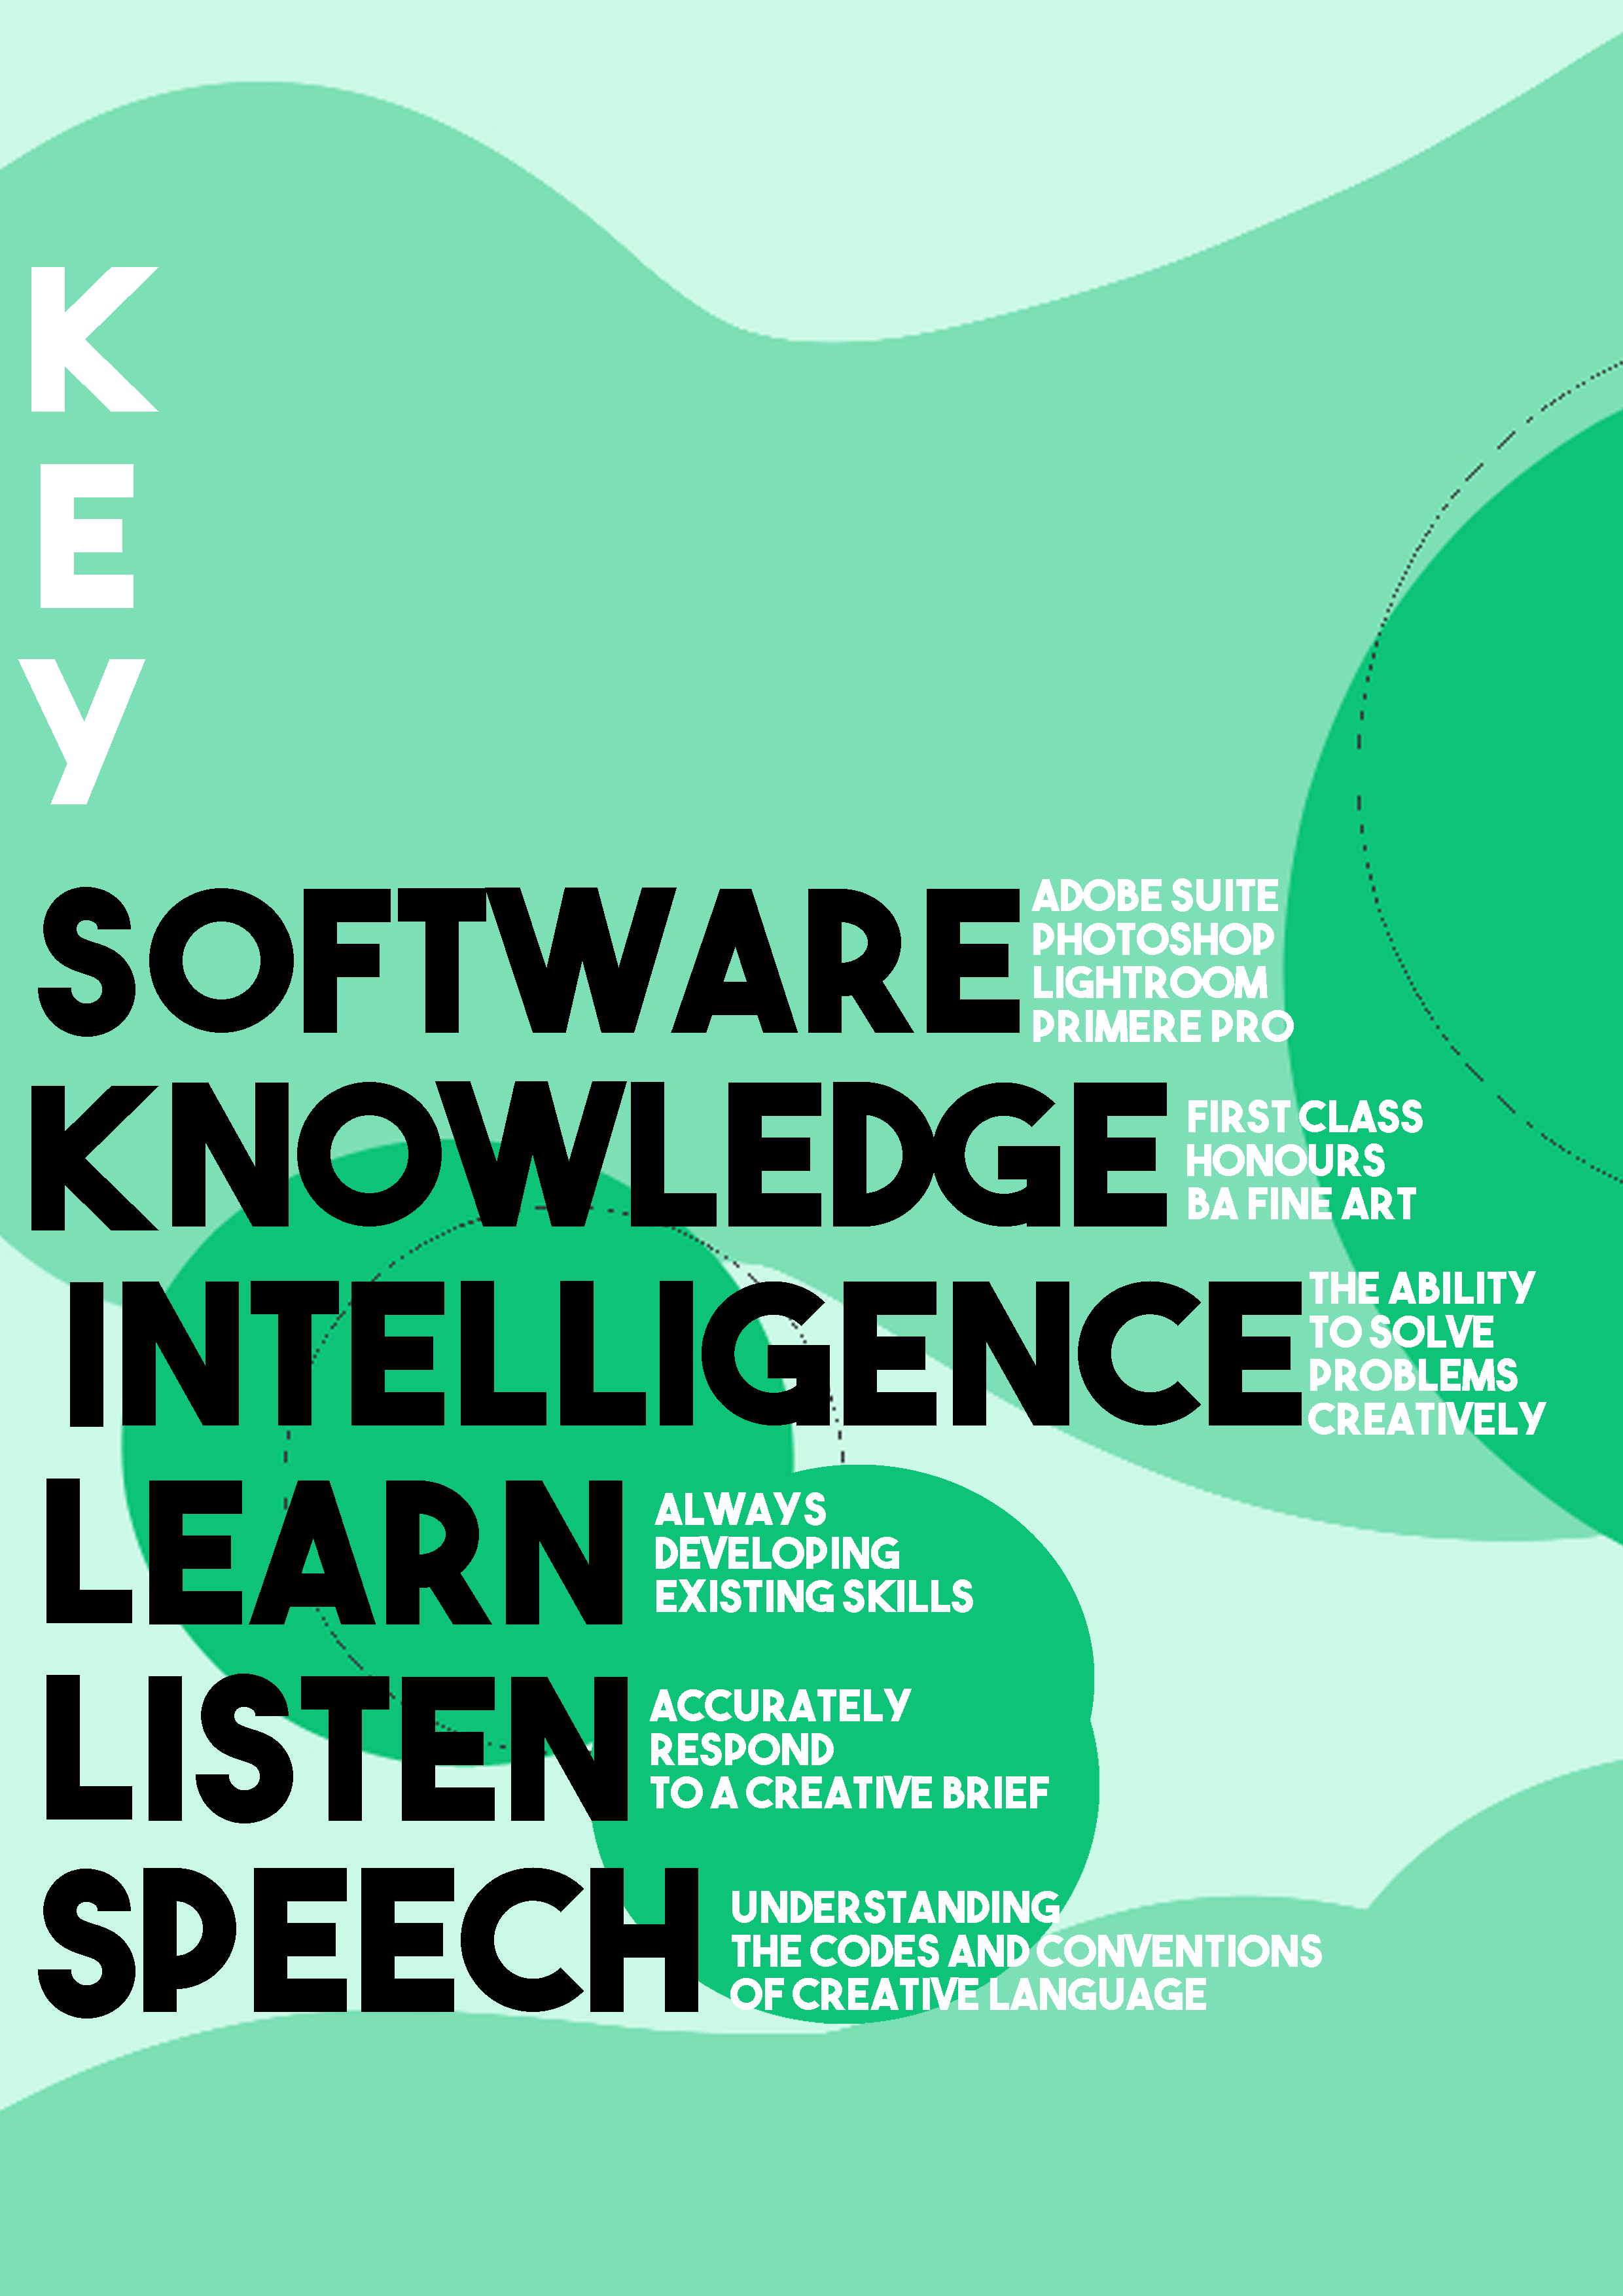 K
E
y
SOFTWARE
ADOBE SUITE
PHOTOSHOP
LIGHTROOM
PRIMERE PRO
KNOWLEDGE
FIRST CLASS
HONOURS
BA FINE ART
INTELLIGENCE
THE ABILITY
TO SOLVE
PROBLEMS
CREATIVELY
LEARN
ALWAYS
DEVELOPING
EXISTING SKILLS
LISTEN
ACCURATELY
RESPOND
TO A CREATIVE BRIEF
SPEECH
UNDERSTANDING
THE CODES AND CONVENTIONS
OF CREATIVE LANGUAGE